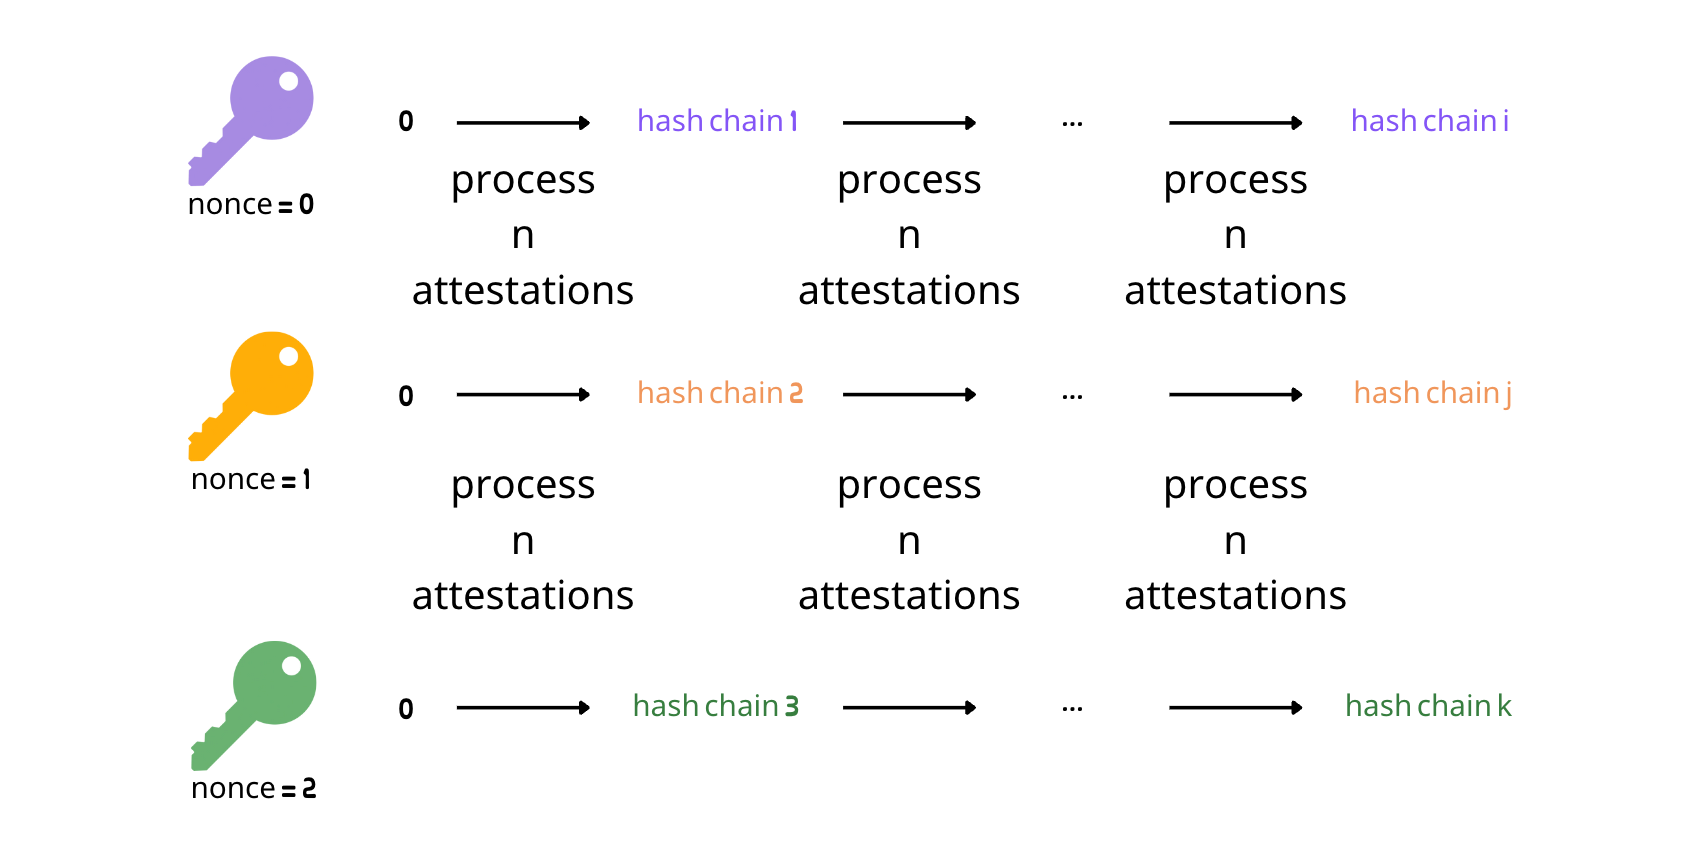 0 hash chain 1 ... hash chain i
process process process
nonce = 0
n n n
attestations attestations attestations
0 hash chain 2 ... hash chain j
nonce = 1
process process process
n n n
attestations attestations attestations
0 hash chain 3 ... hash chain k
nonce = 2